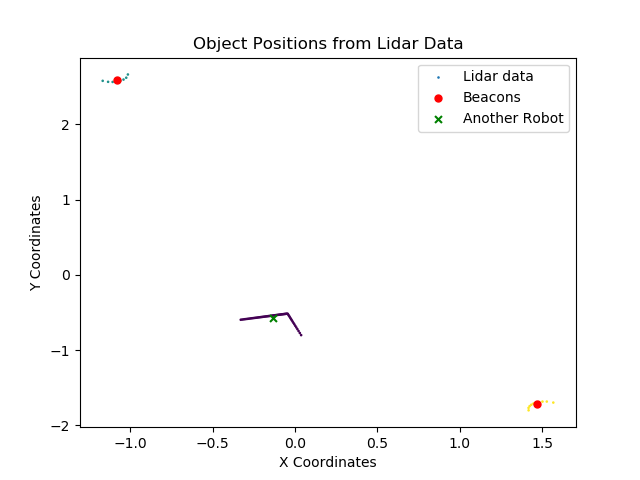 Object Positions from Lidar Data
Lidar data
Beacons
Another Robot
Y Coordinates
2
1
0
−1
−2
−1.0
−0.5
0.0
0.5
1.0
1.5
X Coordinates